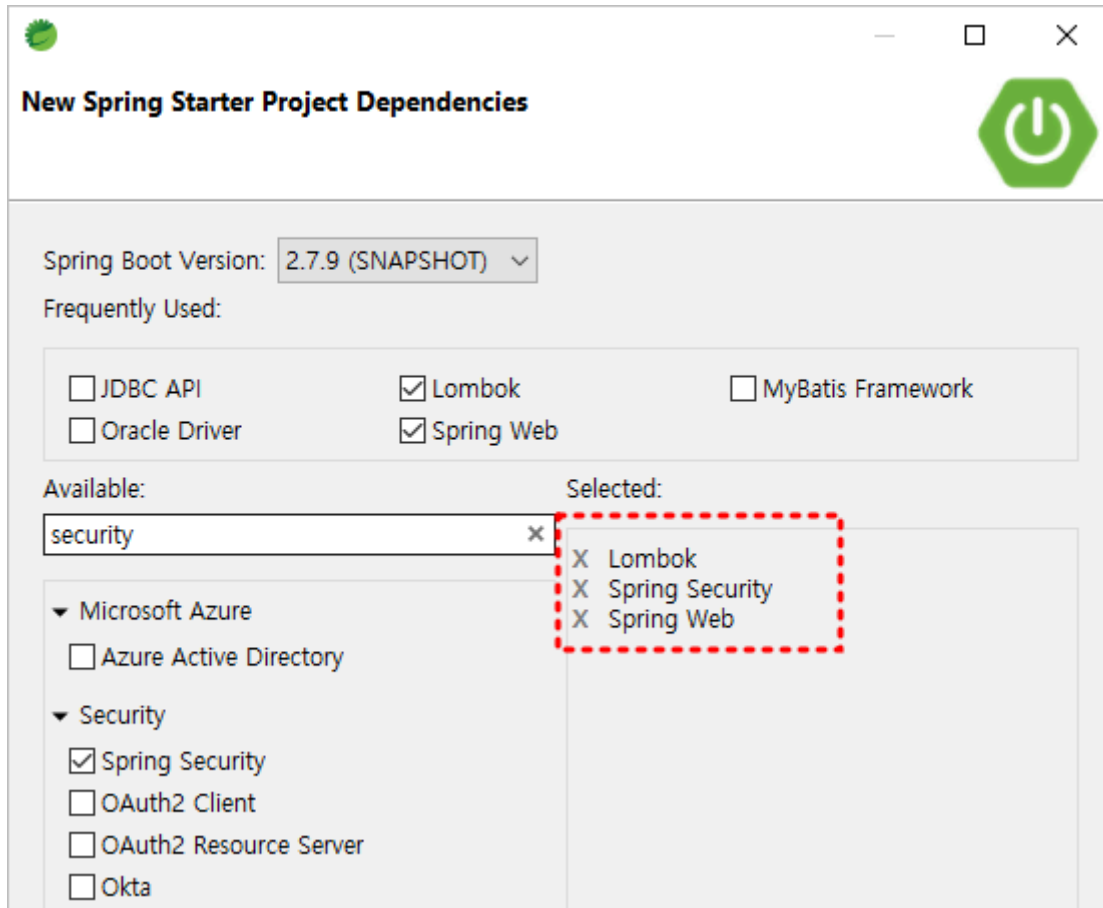 New Spring Starter Project Dependencies
Spring Boot Version: 2.7.9 (SNAPSHOT)
Frequently Used:
JDBC API Lombok MyBatis Framework
Oracle Driver Spring Web
Available: Selected:
security
X Lombok
X Spring Security
X Spring Web
Microsoft Azure
Azure Active Directory
Security
Spring Security
OAuth2 Client
OAuth2 Resource Server
Okta